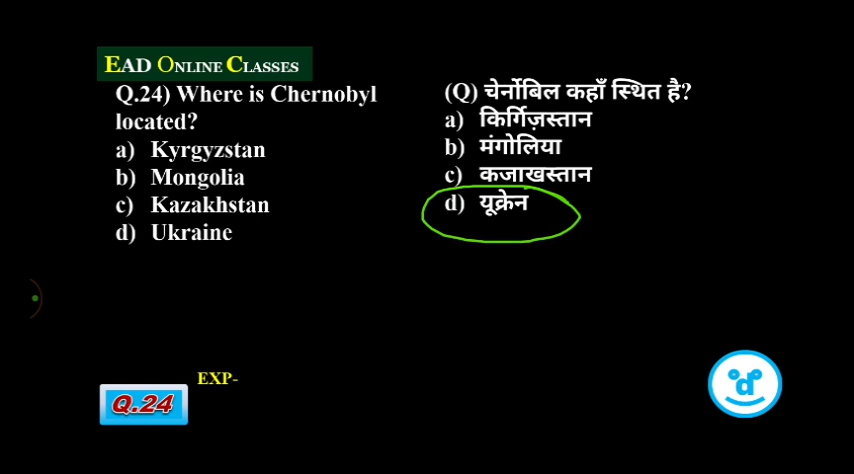 EAD ONLINE CLASSES
Q.24) Where is Chernobyl
located?
a) Kyrgyzstan
b) Mongolia
c) Kazakhstan
d) Ukraine
(Q) चेर्नोबिल कहाँ स्थित है?
a) किर्गिज़स्तान
b) मंगोलिया
c) कजाखस्तान
d) यूक्रेन
EXP-
Q.24
d